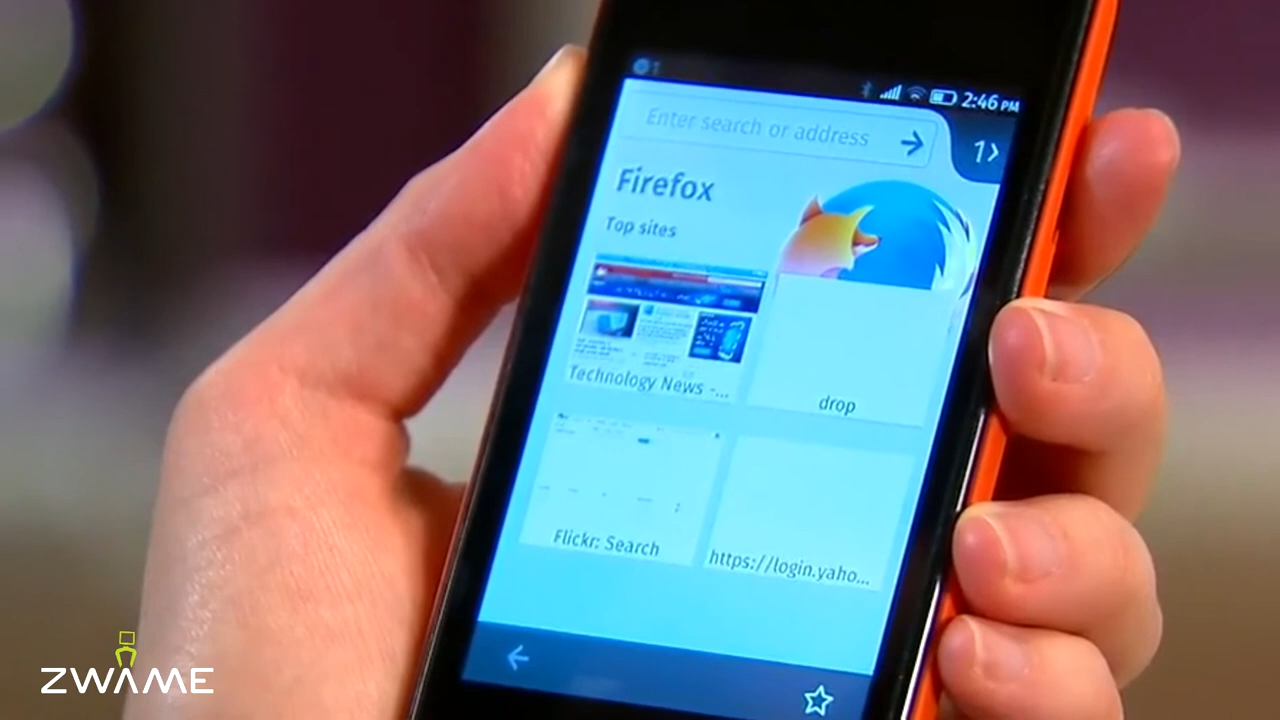 1
2:46 PM
Enter search or address
1>
Firefox
Top sites
Technology News -...
drop
Flickr: Search
https://login.yaho...
ZWAME